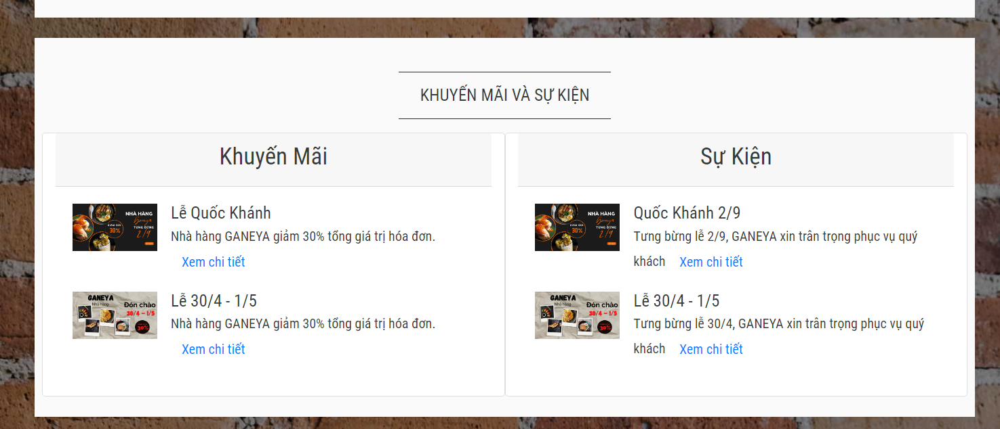 KHUYẾN MÃI VÀ SỰ KIỆN
Khuyến Mãi
NHÀ HÀNG
Ganeya
GIẢM GIÁ
30%
TƯNG BỪNG
2/9
Lễ Quốc Khánh
Nhà hàng GANEYA giảm 30% tổng giá trị hóa đơn.
Xem chi tiết
GANEYA
Nhà hàng
Đón chào
30/4 – 1/5
30%
Lễ 30/4 - 1/5
Nhà hàng GANEYA giảm 30% tổng giá trị hóa đơn.
Xem chi tiết
Sự Kiện
NHÀ HÀNG
Ganeya
GIẢM GIÁ
30%
TƯNG BỪNG
2/9
Quốc Khánh 2/9
Tưng bừng lễ 2/9, GANEYA xin trân trọng phục vụ quý
khách Xem chi tiết
GANEYA
Nhà hàng
Đón chào
30/4 – 1/5
30%
Lễ 30/4 - 1/5
Tưng bừng lễ 30/4, GANEYA xin trân trọng phục vụ quý
khách Xem chi tiết